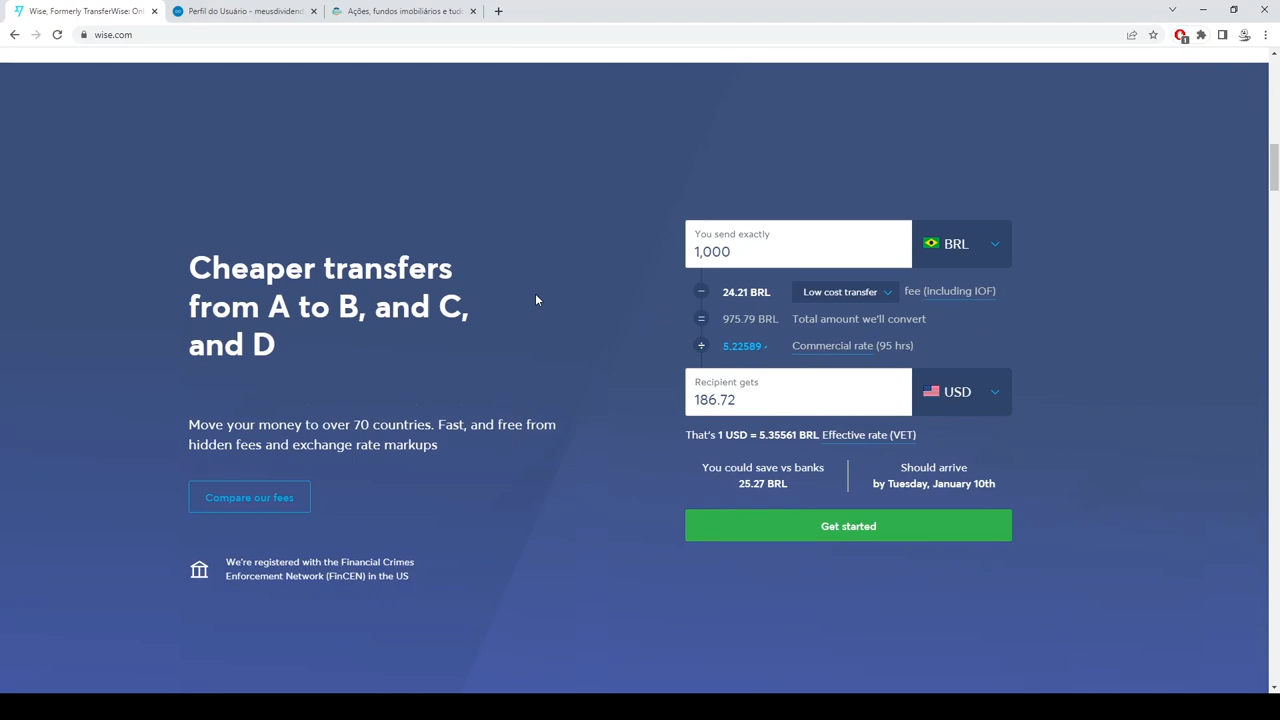 Wise, Formerly TransferWise: Onl
Perfil do Usuário - meusdividend
Ações, fundos imobiliários e tud
wise.com
1
You send exactly
1,000
BRL
24.21 BRL Low cost transfer fee (including IOF)
975.79 BRL Total amount we'll convert
5.22589 Commercial rate (95 hrs)
Recipient gets
186.72
USD
That's 1 USD = 5.35561 BRL Effective rate (VET)
You could save vs banks
25.27 BRL
Should arrive
by Tuesday, January 10th
Get started
Cheaper transfers
from A to B, and C,
and D
Move your money to over 70 countries. Fast, and free from
hidden fees and exchange rate markups
Compare our fees
We're registered with the Financial Crimes
Enforcement Network (FinCEN) in the US